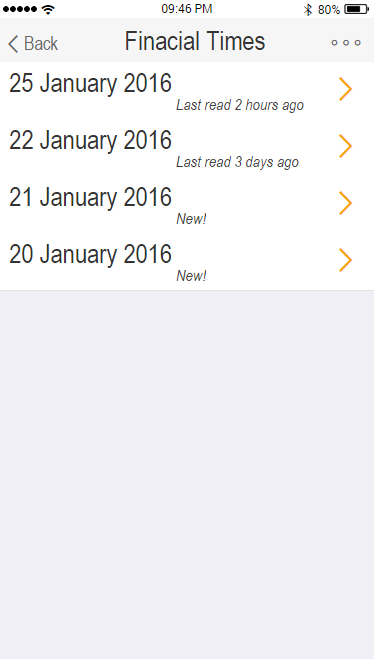 09:46 PM 80%
Back Finacial Times
25 January 2016
Last read 2 hours ago
22 January 2016
Last read 3 days ago
21 January 2016
New!
20 January 2016
New!